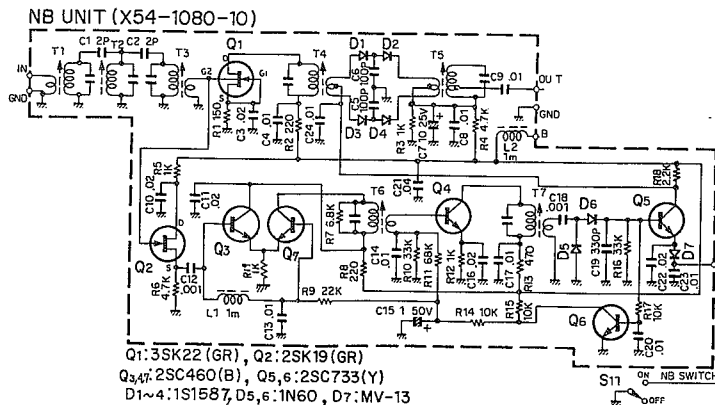 NB UNIT (X54-1080-10)
C1 2P
C2 2P
T1
T2
T3
Q1
T4
D1
D2
T5
C9 .01
IN
GND
G2
D
G1
S
R1 150
C3 .02
C4 .01
R2 220
C24 .01
C6 100P
C5 100P
D3
D4
R3 1K
C7 10 25V
+
C8 .01
R4 4.7K
OUT
GND
B
L2
1m
R5
1K
C10 .02
C11 .02
C21
.04
R18
2.2K
T6
Q4
T7
C18
.001
D6
Q5
D
Q2
S
C12
.001
R6
4.7K
Q3
Q7
R7 6.8K
1K
R8
220
C14
.01
R10 33K
R11 68K
R12 1K
C16 .02
C17 .01
R13
470
D5
C19 330P
R16 33K
C22 .02
D7
C23
.01
L1 1m
R9 22K
C13 .01
C15 1 50V
+
R14 10K
R15
10K
Q6
R17
10K
C20
.01
Q1:3SK22(GR), Q2:2SK19(GR)
Q3,4,7:2SC460(B), Q5,6:2SC733(Y)
D1~4:1S1587, D5,6:1N60, D7:MV-13
S11
ON
NB SWITCH
OFF